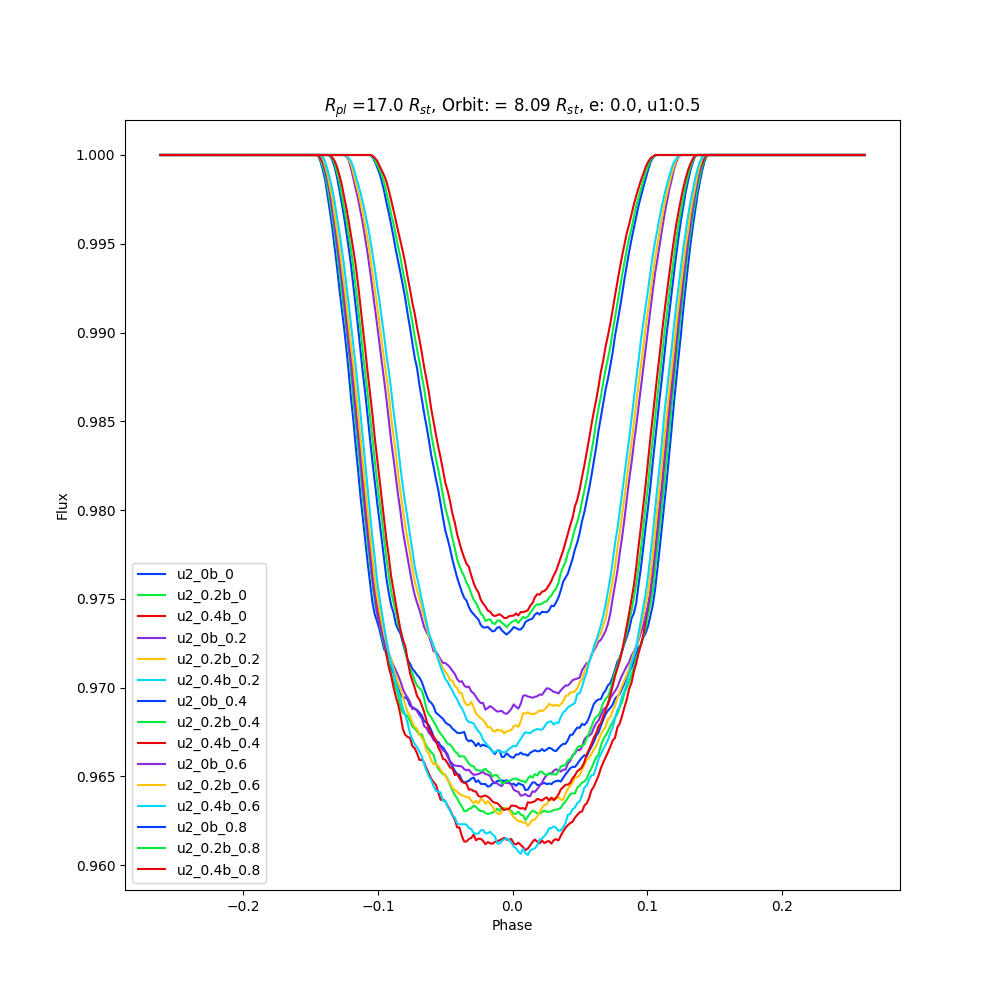 R_pl =17.0 R_st, Orbit: = 8.09 R_st, e: 0.0, u1:0.5
1.000
0.995
0.990
0.985
0.980
0.975
0.970
0.965
0.960
Flux
u2_0b_0
u2_0.2b_0
u2_0.4b_0
u2_0b_0.2
u2_0.2b_0.2
u2_0.4b_0.2
u2_0b_0.4
u2_0.2b_0.4
u2_0.4b_0.4
u2_0b_0.6
u2_0.2b_0.6
u2_0.4b_0.6
u2_0b_0.8
u2_0.2b_0.8
u2_0.4b_0.8
−0.2 −0.1 0.0 0.1 0.2
Phase